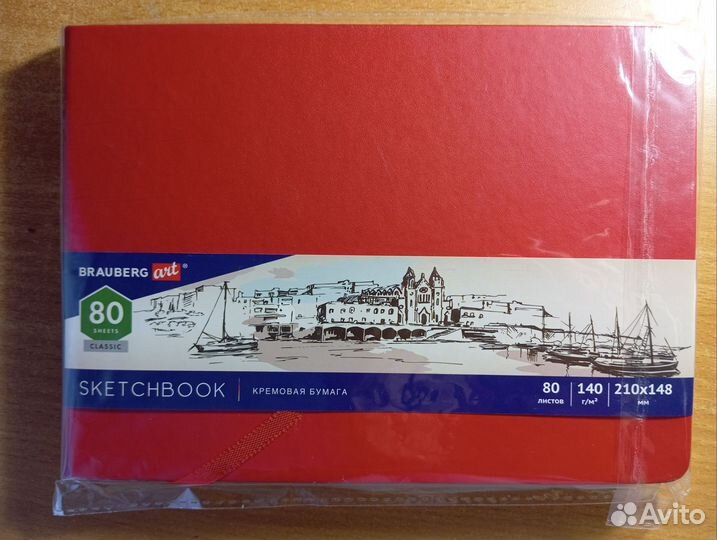 BRAUBERG art ®
80
SHEETS
CLASSIC
SKETCHBOOK | КРЕМОВАЯ БУМАГА
80 листов | 140 г/м² | 210x148 мм
Avito